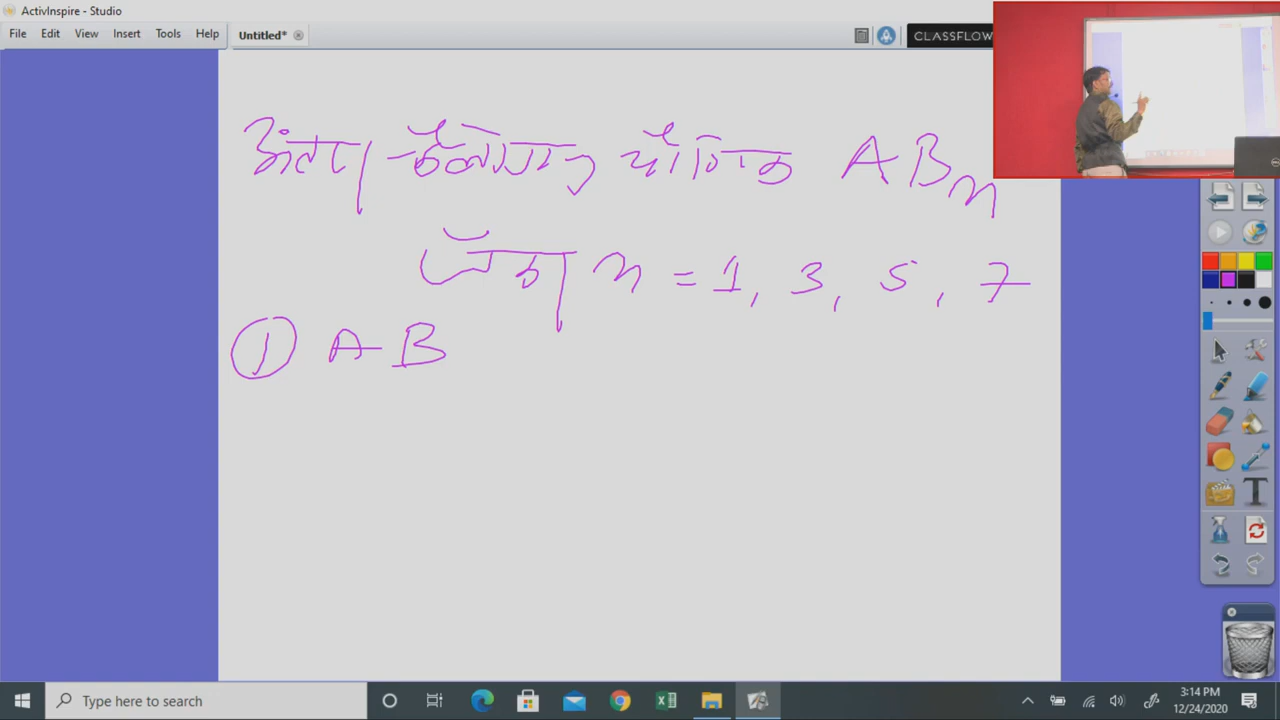 ActivInspire - Studio
File Edit View Insert Tools Help
Untitled*
CLASSFLOW
अंतरा हैलोजन यौगिक ABn
जहां n = 1, 3, 5, 7
① AB
T
Type here to search
3:14 PM
12/24/2020